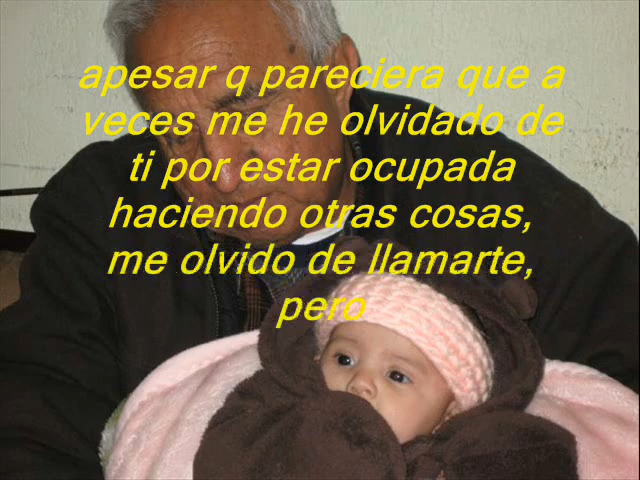 apesar q pareciera que a
veces me he olvidado de
ti por estar ocupada
haciendo otras cosas,
me olvido de llamarte,
pero